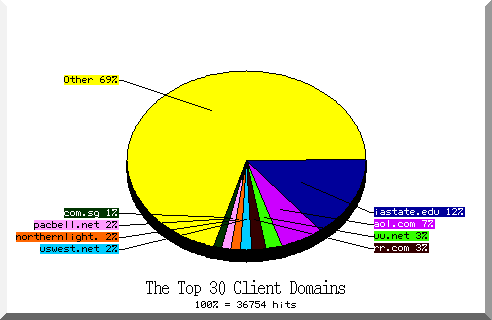 Other 69%
com.sg 1%
pacbell.net 2%
northernlight. 2%
uswest.net 2%
iastate.edu 12%
aol.com 7%
uu.net 3%
rr.com 3%
The Top 30 Client Domains
100% = 36754 hits